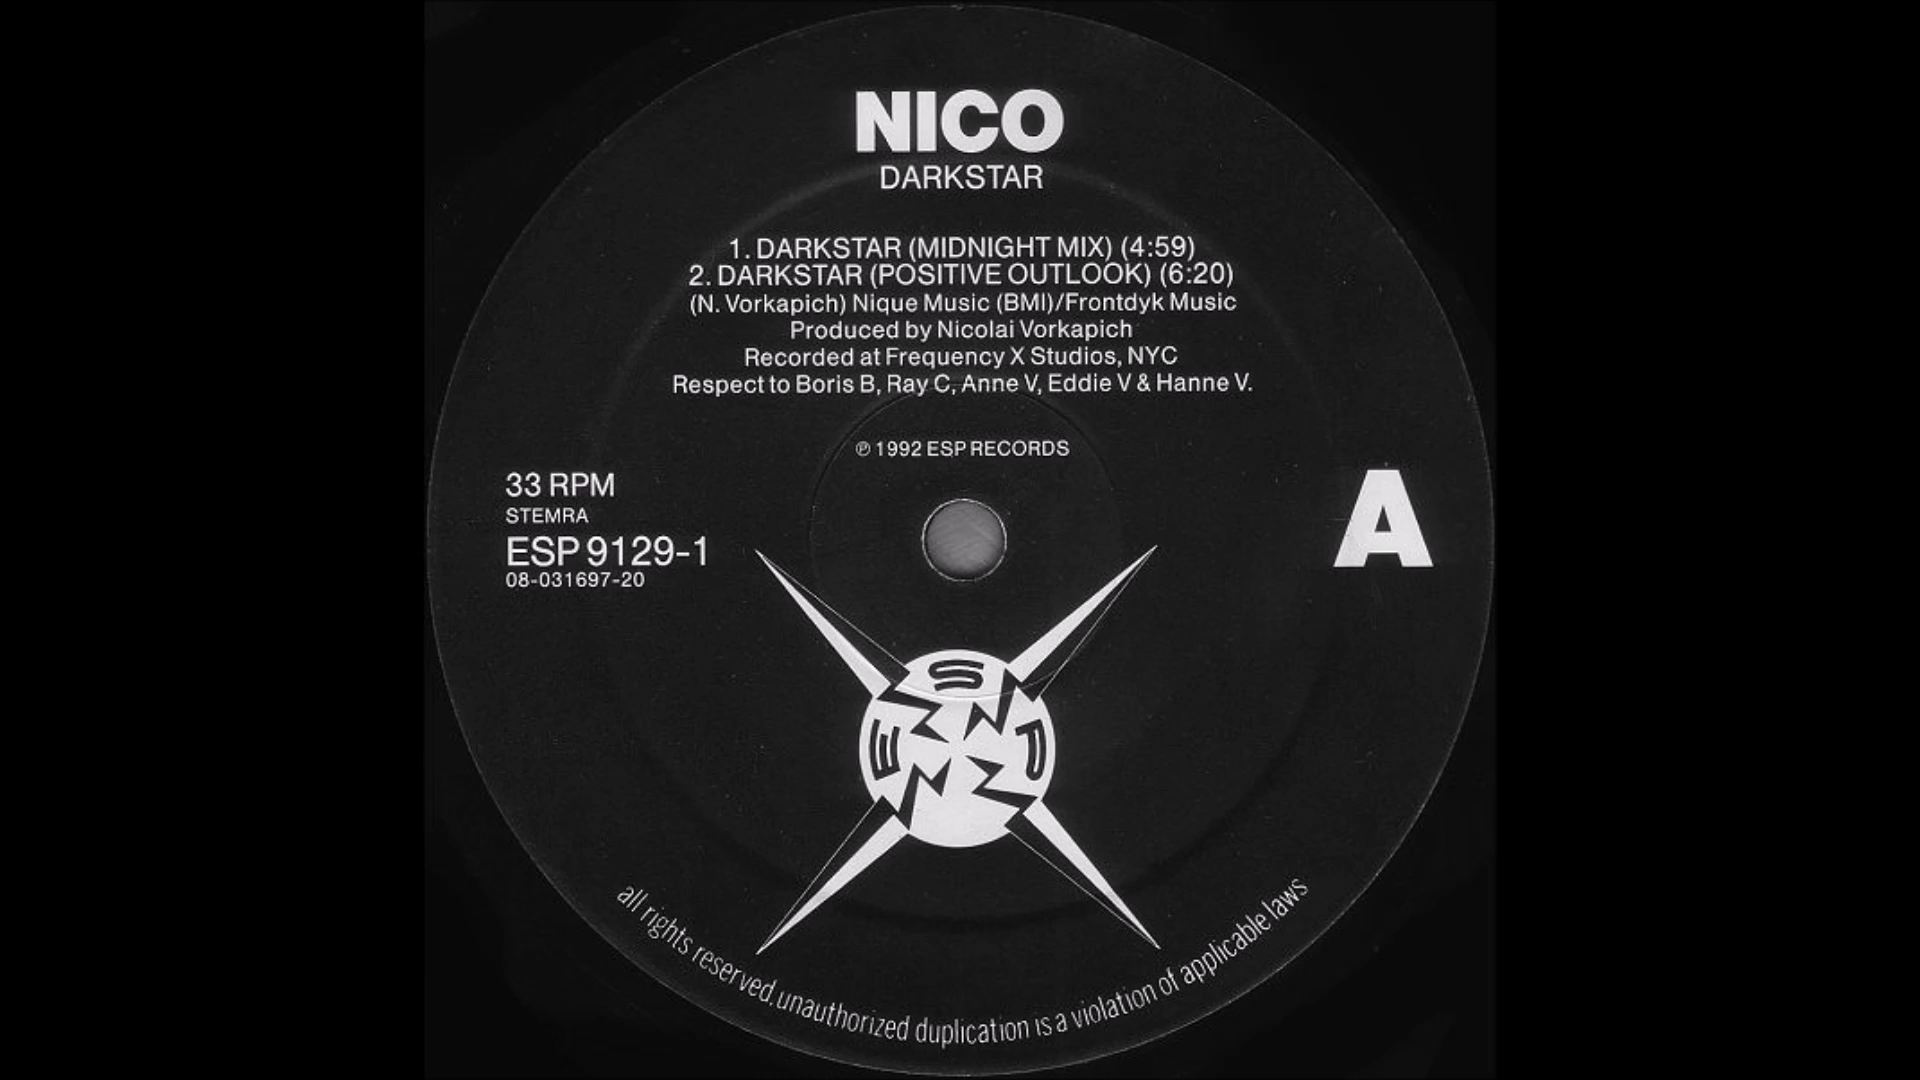 NICO
DARKSTAR
1. DARKSTAR (MIDNIGHT MIX) (4:59)
2. DARKSTAR (POSITIVE OUTLOOK) (6:20)
(N. Vorkapich) Nique Music (BMI)/Frontdyk Music
Produced by Nicolai Vorkapich
Recorded at Frequency X Studios, NYC
Respect to Boris B, Ray C, Anne V, Eddie V & Hanne V.
℗ 1992 ESP RECORDS
33 RPM
STEMRA
ESP 9129-1
08-031697-20
A
ESP
all rights reserved. unauthorized duplication is a violation of applicable laws